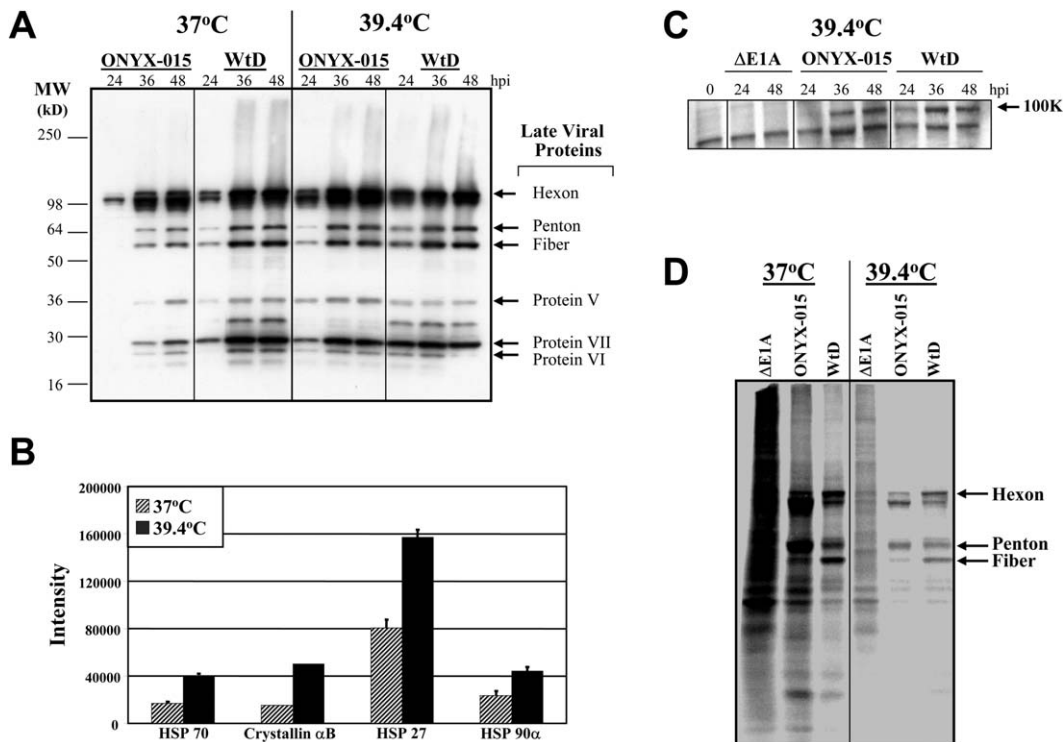 A
37°C
39.4°C
ONYX-015
WtD
ONYX-015
WtD
24 36 48 24 36 48 24 36 48 24 36 48 hpi
MW
(kD)
250
98
64
50
36
30
16
Late Viral
Proteins
Hexon
Penton
Fiber
Protein V
Protein VII
Protein VI
B
200000
160000
120000
80000
40000
0
Intensity
37°C
39.4°C
HSP 70
Crystallin αB
HSP 27
HSP 90α
C
39.4°C
ΔE1A
ONYX-015
WtD
0 24 48 24 36 48 24 36 48 hpi
100K
D
37°C
39.4°C
ΔE1A
ONYX-015
WtD
ΔE1A
ONYX-015
WtD
Hexon
Penton
Fiber